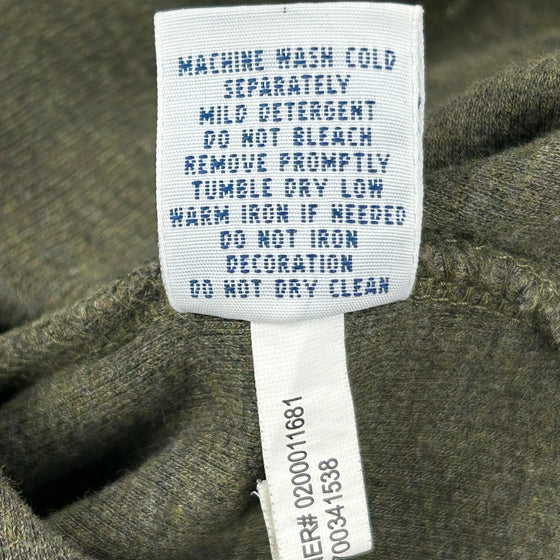 MACHINE WASH COLD
SEPARATELY
MILD DETERGENT
DO NOT BLEACH
REMOVE PROMPTLY
TUMBLE DRY LOW
WARM IRON IF NEEDED
DO NOT IRON
DECORATION
DO NOT DRY CLEAN
ER# 0200011681
700341538